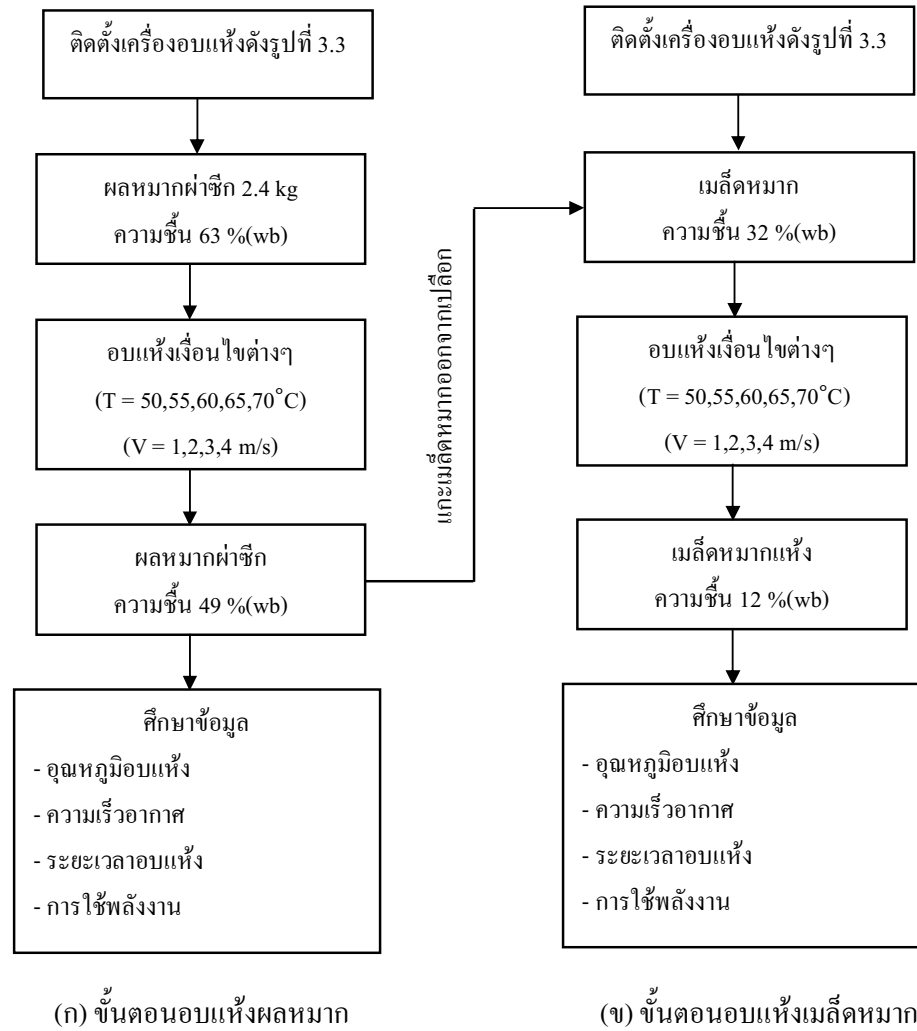 ติดตั้งเครื่องอบแห้งดังรูปที่ 3.3
ผลหมากผ่าซีก 2.4 kg
ความชื้น 63 %(wb)
อบแห้งเงื่อนไขต่างๆ
(T = 50,55,60,65,70°C)
(V = 1,2,3,4 m/s)
ผลหมากผ่าซีก
ความชื้น 49 %(wb)
ศึกษาข้อมูล
- อุณหภูมิอบแห้ง
- ความเร็วอากาศ
- ระยะเวลาอบแห้ง
- การใช้พลังงาน
(ก) ขั้นตอนอบแห้งผลหมาก
แกะเมล็ดหมากออกจากเปลือก
ติดตั้งเครื่องอบแห้งดังรูปที่ 3.3
เมล็ดหมาก
ความชื้น 32 %(wb)
อบแห้งเงื่อนไขต่างๆ
(T = 50,55,60,65,70°C)
(V = 1,2,3,4 m/s)
เมล็ดหมากแห้ง
ความชื้น 12 %(wb)
ศึกษาข้อมูล
- อุณหภูมิอบแห้ง
- ความเร็วอากาศ
- ระยะเวลาอบแห้ง
- การใช้พลังงาน
(ข) ขั้นตอนอบแห้งเมล็ดหมาก